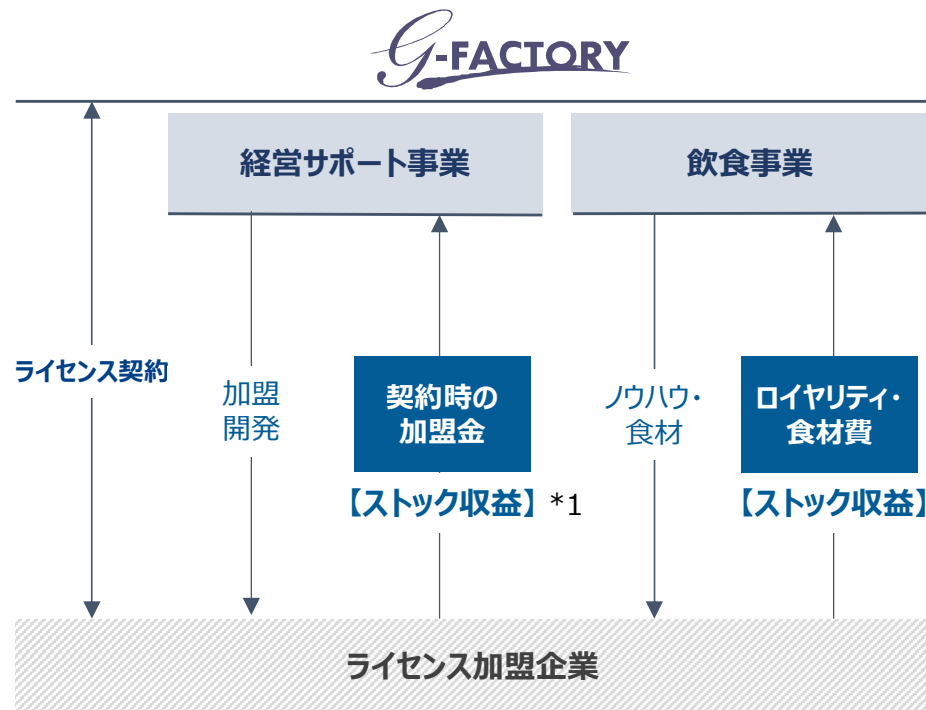 G-FACTORY
経営サポート事業
飲食事業
ライセンス契約
加盟
開発
契約時の
加盟金
【ストック収益】*1
ノウハウ・
食材
ロイヤリティ・
食材費
【ストック収益】
ライセンス加盟企業